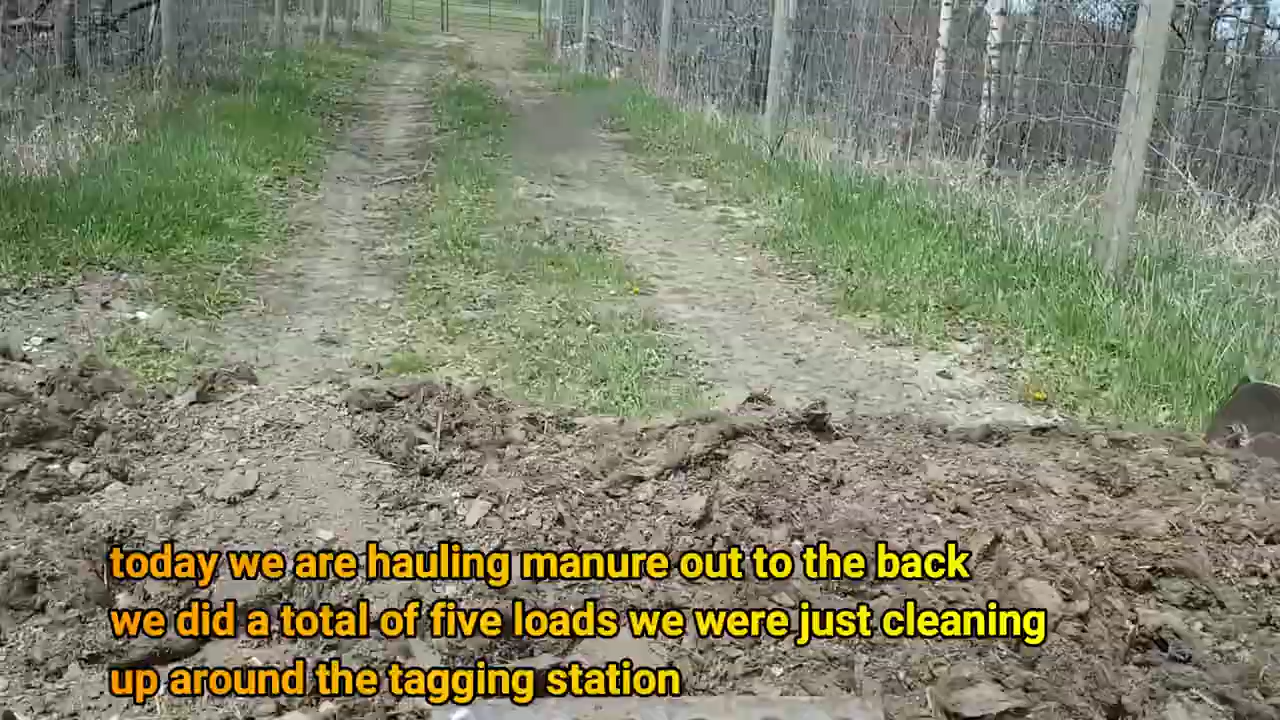 today we are hauling manure out to the back
we did a total of five loads we were just cleaning
up around the tagging station